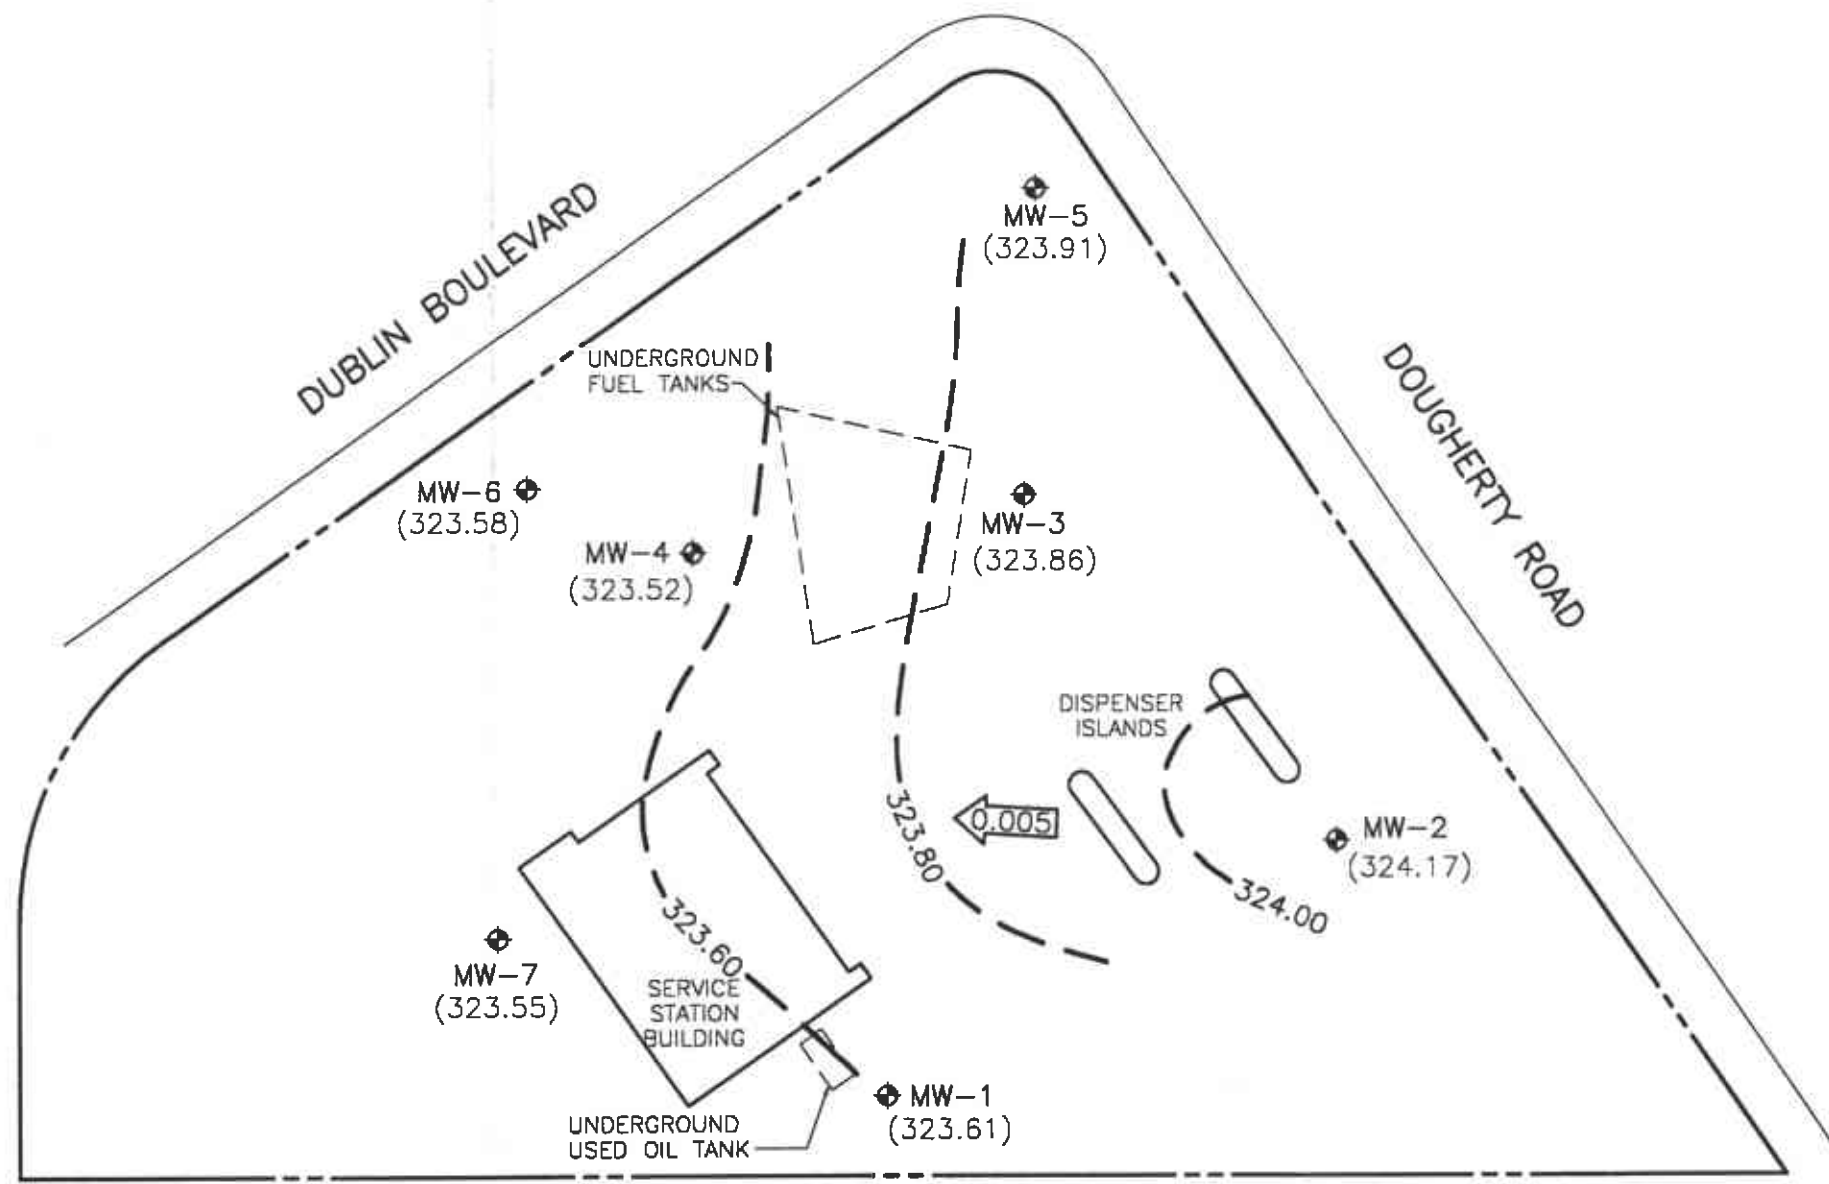 DUBLIN BOULEVARD
MW-5
(323.91)
UNDERGROUND
FUEL TANKS
DOUGHERTY ROAD
MW-6
(323.58)
MW-4
(323.52)
MW-3
(323.86)
DISPENSER
ISLANDS
323.80
0.005
MW-2
(324.17)
324.00
323.60
MW-7
(323.55)
SERVICE
STATION
BUILDING
MW-1
(323.61)
UNDERGROUND
USED OIL TANK